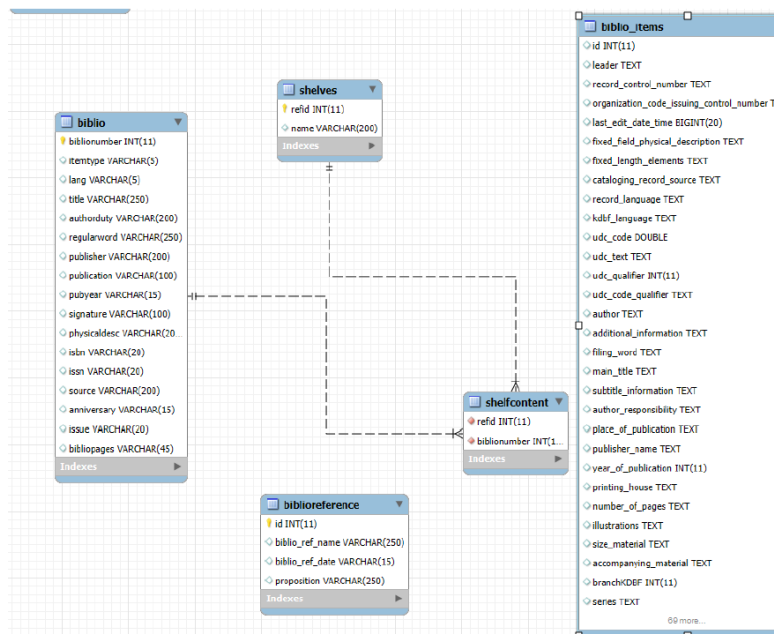 shelves
refid INT(11)
name VARCHAR(200)
Indexes
biblio
biblionumber INT(11)
itemtype VARCHAR(5)
lang VARCHAR(5)
title VARCHAR(250)
authorduty VARCHAR(200)
regularword VARCHAR(250)
publisher VARCHAR(200)
publication VARCHAR(100)
pubyear VARCHAR(15)
signature VARCHAR(100)
physicaldesc VARCHAR(20...
isbn VARCHAR(20)
issn VARCHAR(20)
source VARCHAR(200)
anniversary VARCHAR(15)
issue VARCHAR(20)
bibliopages VARCHAR(45)
Indexes
shelfcontent
refid INT(11)
biblionumber INT(1...
Indexes
biblioreference
id INT(11)
biblio_ref_name VARCHAR(250)
biblio_ref_date VARCHAR(15)
proposition VARCHAR(250)
Indexes
biblio_items
id INT(11)
leader TEXT
record_control_number TEXT
organization_code_issuing_control_number T
last_edit_date_time BIGINT(20)
fixed_field_physical_description TEXT
fixed_length_elements TEXT
cataloging_record_source TEXT
record_language TEXT
kdbf_language TEXT
udc_code DOUBLE
udc_text TEXT
udc_qualifier INT(11)
udc_code_qualifier TEXT
author TEXT
additional_information TEXT
filing_word TEXT
main_title TEXT
subtitle_information TEXT
author_responsibility TEXT
place_of_publication TEXT
publisher_name TEXT
year_of_publication INT(11)
printing_house TEXT
number_of_pages TEXT
illustrations TEXT
size_material TEXT
accompanying_material TEXT
branchKDBF INT(11)
series TEXT
69 more...